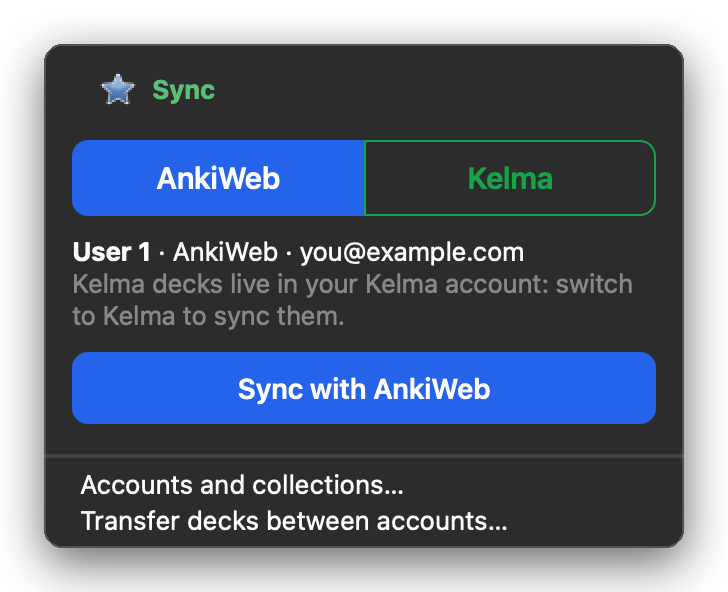 Sync
AnkiWeb
Kelma
User 1 · AnkiWeb · you@example.com
Kelma decks live in your Kelma account: switch
to Kelma to sync them.
Sync with AnkiWeb
Accounts and collections...
Transfer decks between accounts...